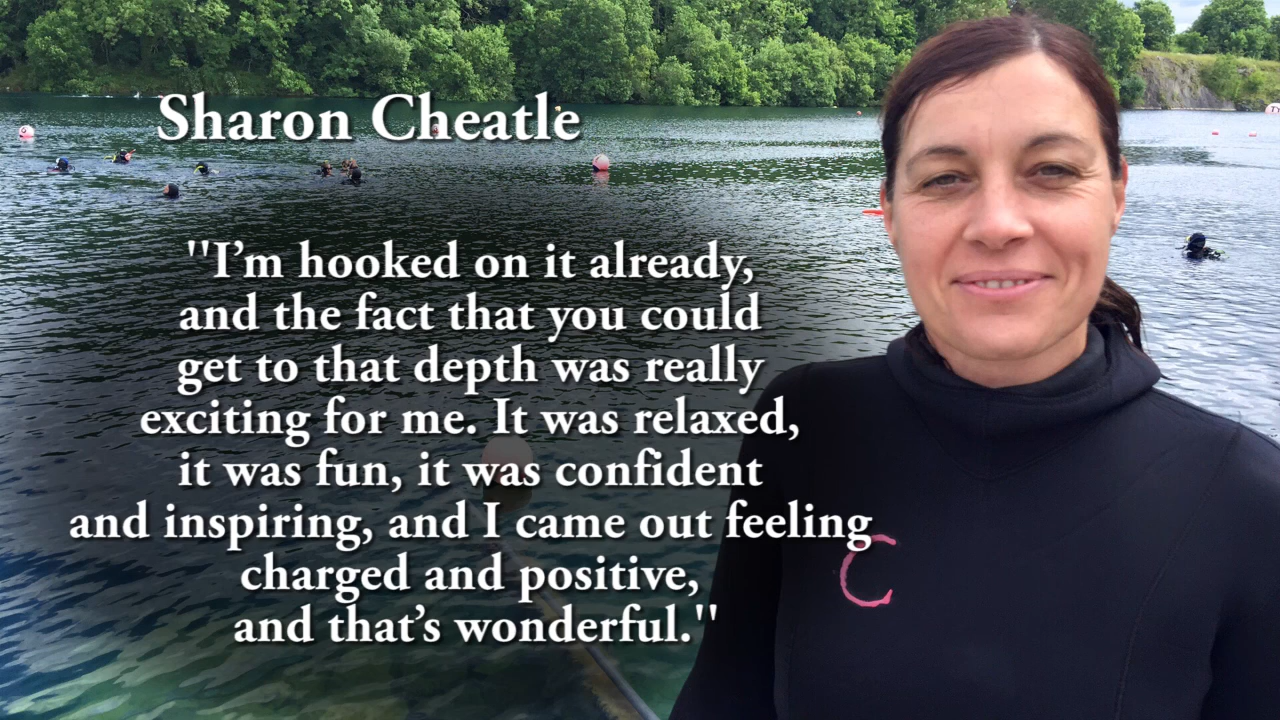 Sharon Cheatle
"I’m hooked on it already,
and the fact that you could
get to that depth was really
exciting for me. It was relaxed,
it was fun, it was confident
and inspiring, and I came out feeling
charged and positive,
and that’s wonderful."
C